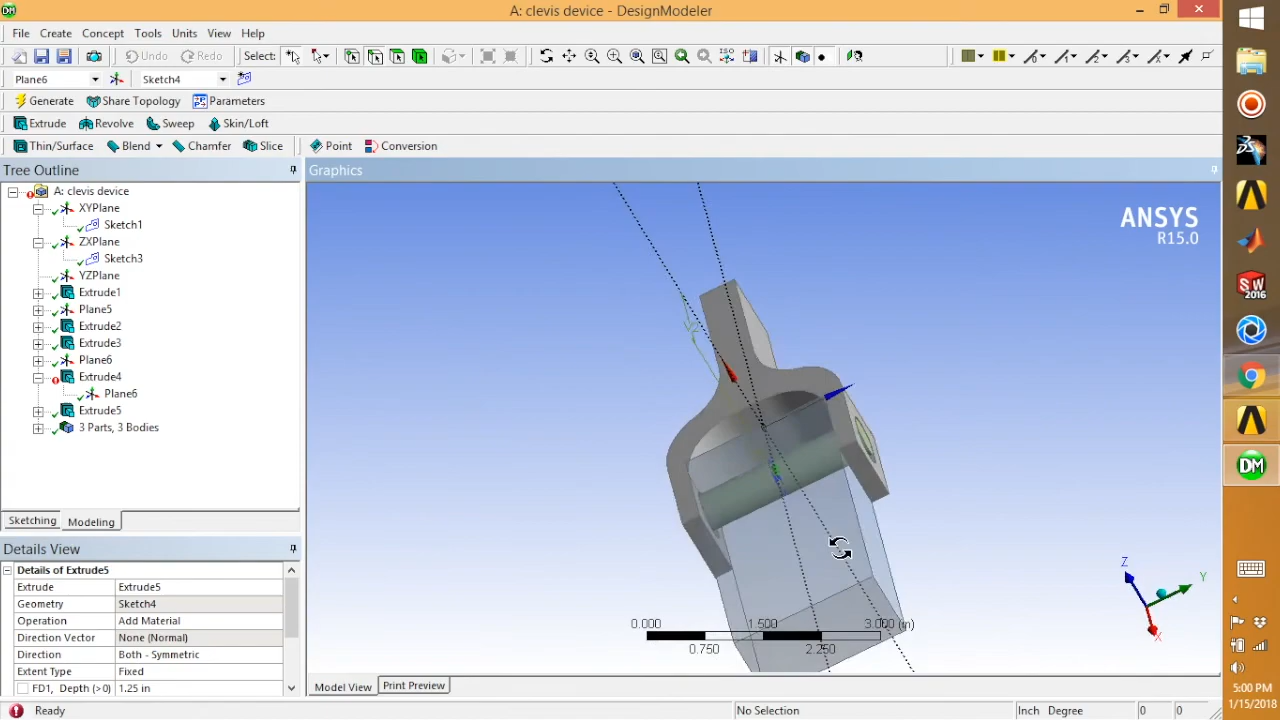 DM
A: clevis device - DesignModeler
File Create Concept Tools Units View Help
Undo Redo Select:
Plane6 Sketch4
Generate Share Topology Parameters
Extrude Revolve Sweep Skin/Loft
Thin/Surface Blend Chamfer Slice Point Conversion
Tree Outline
A: clevis device
XYPlane
Sketch1
ZXPlane
Sketch3
YZPlane
Extrude1
Plane5
Extrude2
Extrude3
Plane6
Extrude4
Plane6
Extrude5
3 Parts, 3 Bodies
Sketching Modeling
Details View
Details of Extrude5
Extrude Extrude5
Geometry Sketch4
Operation Add Material
Direction Vector None (Normal)
Direction Both - Symmetric
Extent Type Fixed
FD1, Depth (>0) 1.25 in
Graphics
ANSYS
R15.0
0.000 1.500 3.000 (in)
0.750 2.250
Z
Y
X
Model View Print Preview
Ready No Selection Inch Degree 0 0
SW
2016
DM
5:00 PM
1/15/2018